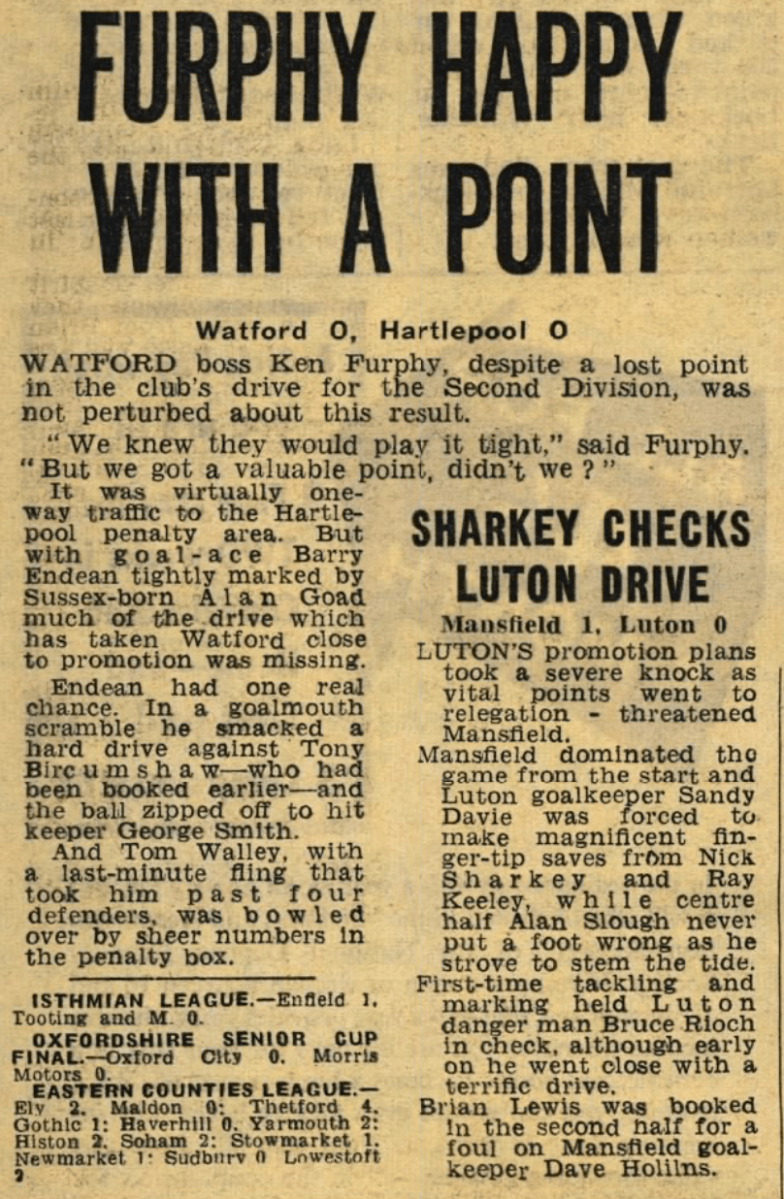 FURPHY HAPPY
WITH A POINT
Watford 0, Hartlepool 0
WATFORD boss Ken Furphy, despite a lost point
in the club's drive for the Second Division, was
not perturbed about this result.
" We knew they would play it tight," said Furphy.
" But we got a valuable point, didn't we ? "
It was virtually one-
way traffic to the Hartle-
pool penalty area. But
with goal-ace Barry
Endean tightly marked by
Sussex-born Alan Goad
much of the drive which
has taken Watford close
to promotion was missing.
Endean had one real
chance. In a goalmouth
scramble he smacked a
hard drive against Tony
Bircumshaw—who had
been booked earlier—and
the ball zipped off to hit
keeper George Smith.
And Tom Walley, with
a last-minute fling that
took him past four
defenders, was bowled
over by sheer numbers in
the penalty box.
ISTHMIAN LEAGUE.—Enfield 1,
Tooting and M. 0.
OXFORDSHIRE SENIOR CUP
FINAL.—Oxford City 0, Morris
Motors 0.
EASTERN COUNTIES LEAGUE.—
Ely 2, Maldon 0: Thetford 4,
Gothic 1: Haverhill 0, Yarmouth 2:
Histon 2, Soham 2: Stowmarket 1,
Newmarket 1: Sudbury 0 Lowestoft
2
SHARKEY CHECKS
LUTON DRIVE
Mansfield 1, Luton 0
LUTON'S promotion plans
took a severe knock as
vital points went to
relegation - threatened
Mansfield.
Mansfield dominated the
game from the start and
Luton goalkeeper Sandy
Davie was forced to
make magnificent fin-
ger-tip saves from Nick
Sharkey and Ray
Keeley, while centre
half Alan Slough never
put a foot wrong as he
strove to stem the tide.
First-time tackling and
marking held Luton
danger man Bruce Rioch
in check, although early
on he went close with a
terrific drive.
Brian Lewis was booked
in the second half for a
foul on Mansfield goal-
keeper Dave Holilns.